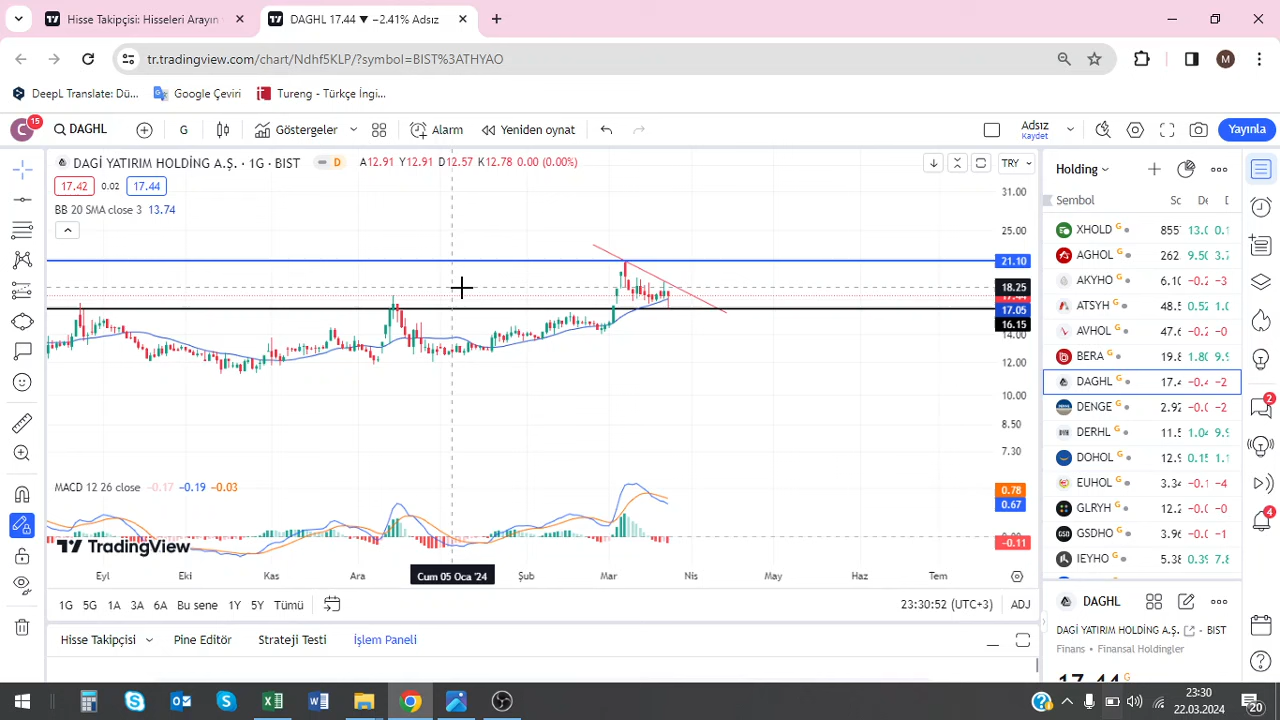 Hisse Takipçisi: Hisseleri Arayın
DAGHL 17.44 ▼ −2.41% Adsız
tr.tradingview.com/chart/Ndhf5KLP/?symbol=BIST%3ATHYAO
M
DeepL Translate: Dü...
Google Çeviri
Tureng - Türkçe İngi...
C 15
DAGHL
G
Göstergeler
Alarm
Yeniden oynat
Adsız
Kaydet
Yayınla
DAGİ YATIRIM HOLDİNG A.Ş. · 1G · BIST
D
A12.91 Y12.91 D12.57 K12.78 0.00 (0.00%)
TRY
17.42 0.02 17.44
BB 20 SMA close 3 13.74
31.00
25.00
21.10
18.25
17.05
16.15
14.00
12.00
10.00
8.50
7.30
MACD 12 26 close −0.17 −0.19 −0.03
0.78
0.67
−0.11
TradingView
Eyl Eki Kas Ara Cum 05 Oca '24 Şub Mar Nis May Haz Tem
1G 5G 1A 3A 6A Bu sene 1Y 5Y Tümü
23:30:52 (UTC+3) ADJ
Hisse Takipçisi Pine Editör Strateji Testi İşlem Paneli
Holding
Sembol
XHOLD G 855 13.0 0.1
AGHOL G 262 9.50 3.7
AKYHO G 6.10 −0.2 −3
ATSYH G 48.5 0.52 1.0
AVHOL G 47.6 −0.2 −0
BERA G 19.8 1.80 9.9
DAGHL G 17.4 −0.4 −2
DENGE G 2.92 −0.0 −2
DERHL G 11.5 1.04 9.9
DOHOL G 12.9 0.15 1.1
EUHOL G 3.34 −0.1 −4
GLRYH G 12.2 −0.0 −0
GSDHO G 3.96 −0.0 −1
IEYHO G 5.38 0.39 7.8
DAGHL
DAGİ YATIRIM HOLDİNG A.Ş. • BIST
Finans • Finansal Holdingler
17.44 G
2
4
23:30
22.03.2024
20